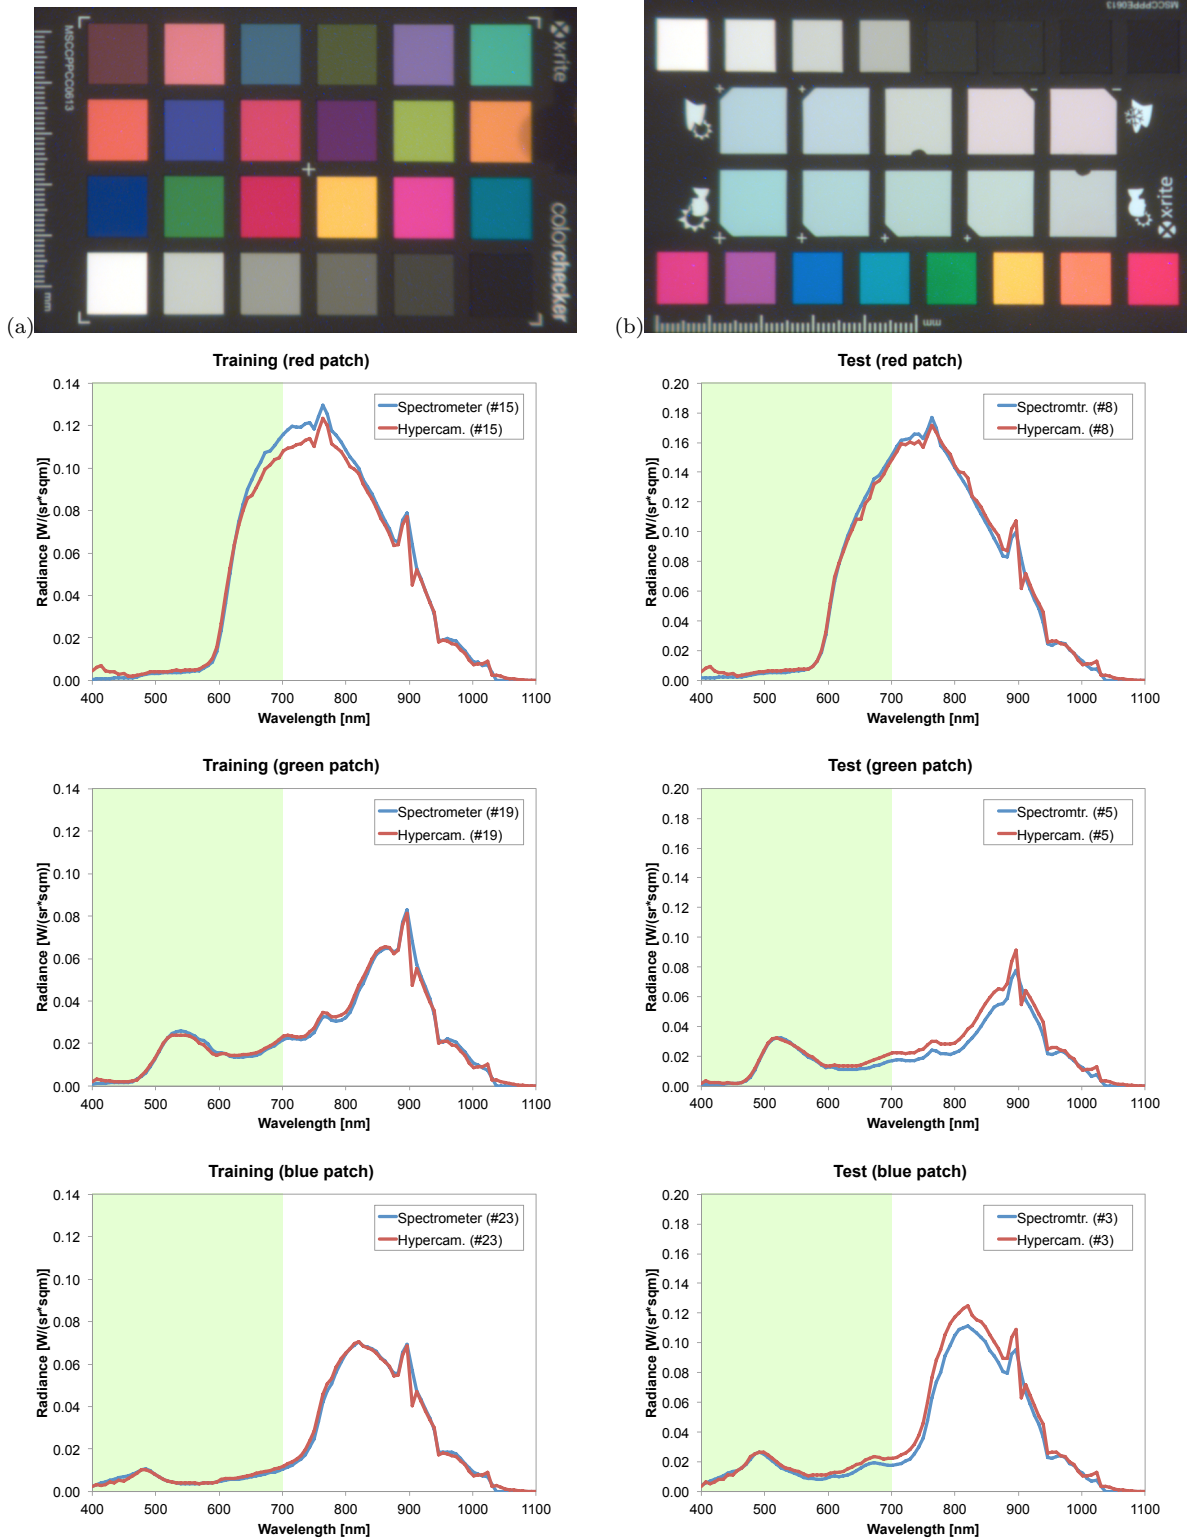 MSCCPPCC0613
x·rite
colorchecker
mm
(a)
MSCCPPPE0613
x·rite
mm
(b)
Training (red patch)
0.14
0.12
0.10
0.08
0.06
0.04
0.02
0.00
Radiance [W/(sr*sqm)]
Spectrometer (#15)
Hypercam. (#15)
400 500 600 700 800 900 1000 1100
Wavelength [nm]
Test (red patch)
0.20
0.18
0.16
0.14
0.12
0.10
0.08
0.06
0.04
0.02
0.00
Radiance [W/(sr*sqm)]
Spectromtr. (#8)
Hypercam. (#8)
400 500 600 700 800 900 1000 1100
Wavelength [nm]
Training (green patch)
0.14
0.12
0.10
0.08
0.06
0.04
0.02
0.00
Radiance [W/(sr*sqm)]
Spectrometer (#19)
Hypercam. (#19)
400 500 600 700 800 900 1000 1100
Wavelength [nm]
Test (green patch)
0.20
0.18
0.16
0.14
0.12
0.10
0.08
0.06
0.04
0.02
0.00
Radiance [W/(sr*sqm)]
Spectromtr. (#5)
Hypercam. (#5)
400 500 600 700 800 900 1000 1100
Wavelength [nm]
Training (blue patch)
0.14
0.12
0.10
0.08
0.06
0.04
0.02
0.00
Radiance [W/(sr*sqm)]
Spectrometer (#23)
Hypercam. (#23)
400 500 600 700 800 900 1000 1100
Wavelength [nm]
Test (blue patch)
0.20
0.18
0.16
0.14
0.12
0.10
0.08
0.06
0.04
0.02
0.00
Radiance [W/(sr*sqm)]
Spectromtr. (#3)
Hypercam. (#3)
400 500 600 700 800 900 1000 1100
Wavelength [nm]